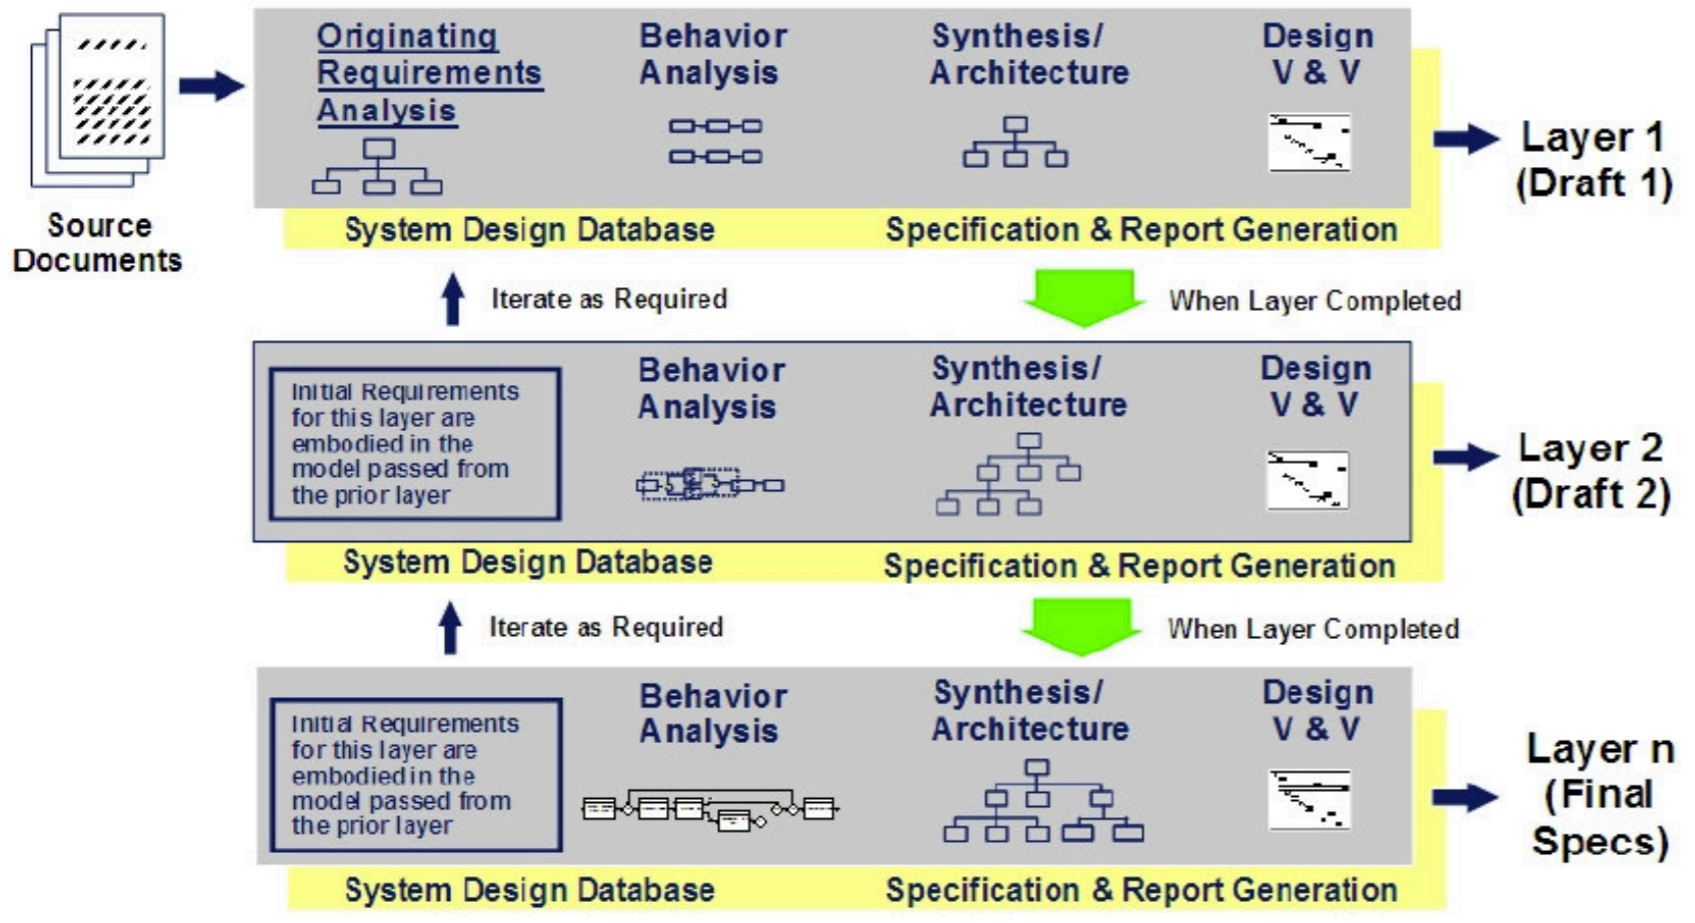 Originating
Requirements
Analysis
Behavior
Analysis
Synthesis/
Architecture
Design
V & V
Source
Documents
Layer 1
(Draft 1)
System Design Database
Specification & Report Generation
Iterate as Required
When Layer Completed
Initial Requirements
for this layer are
embodied in the
model passed from
the prior layer
Behavior
Analysis
Synthesis/
Architecture
Design
V & V
Layer 2
(Draft 2)
System Design Database
Specification & Report Generation
Iterate as Required
When Layer Completed
Initial Requirements
for this layer are
embodied in the
model passed from
the prior layer
Behavior
Analysis
Synthesis/
Architecture
Design
V & V
Layer n
(Final
Specs)
System Design Database
Specification & Report Generation